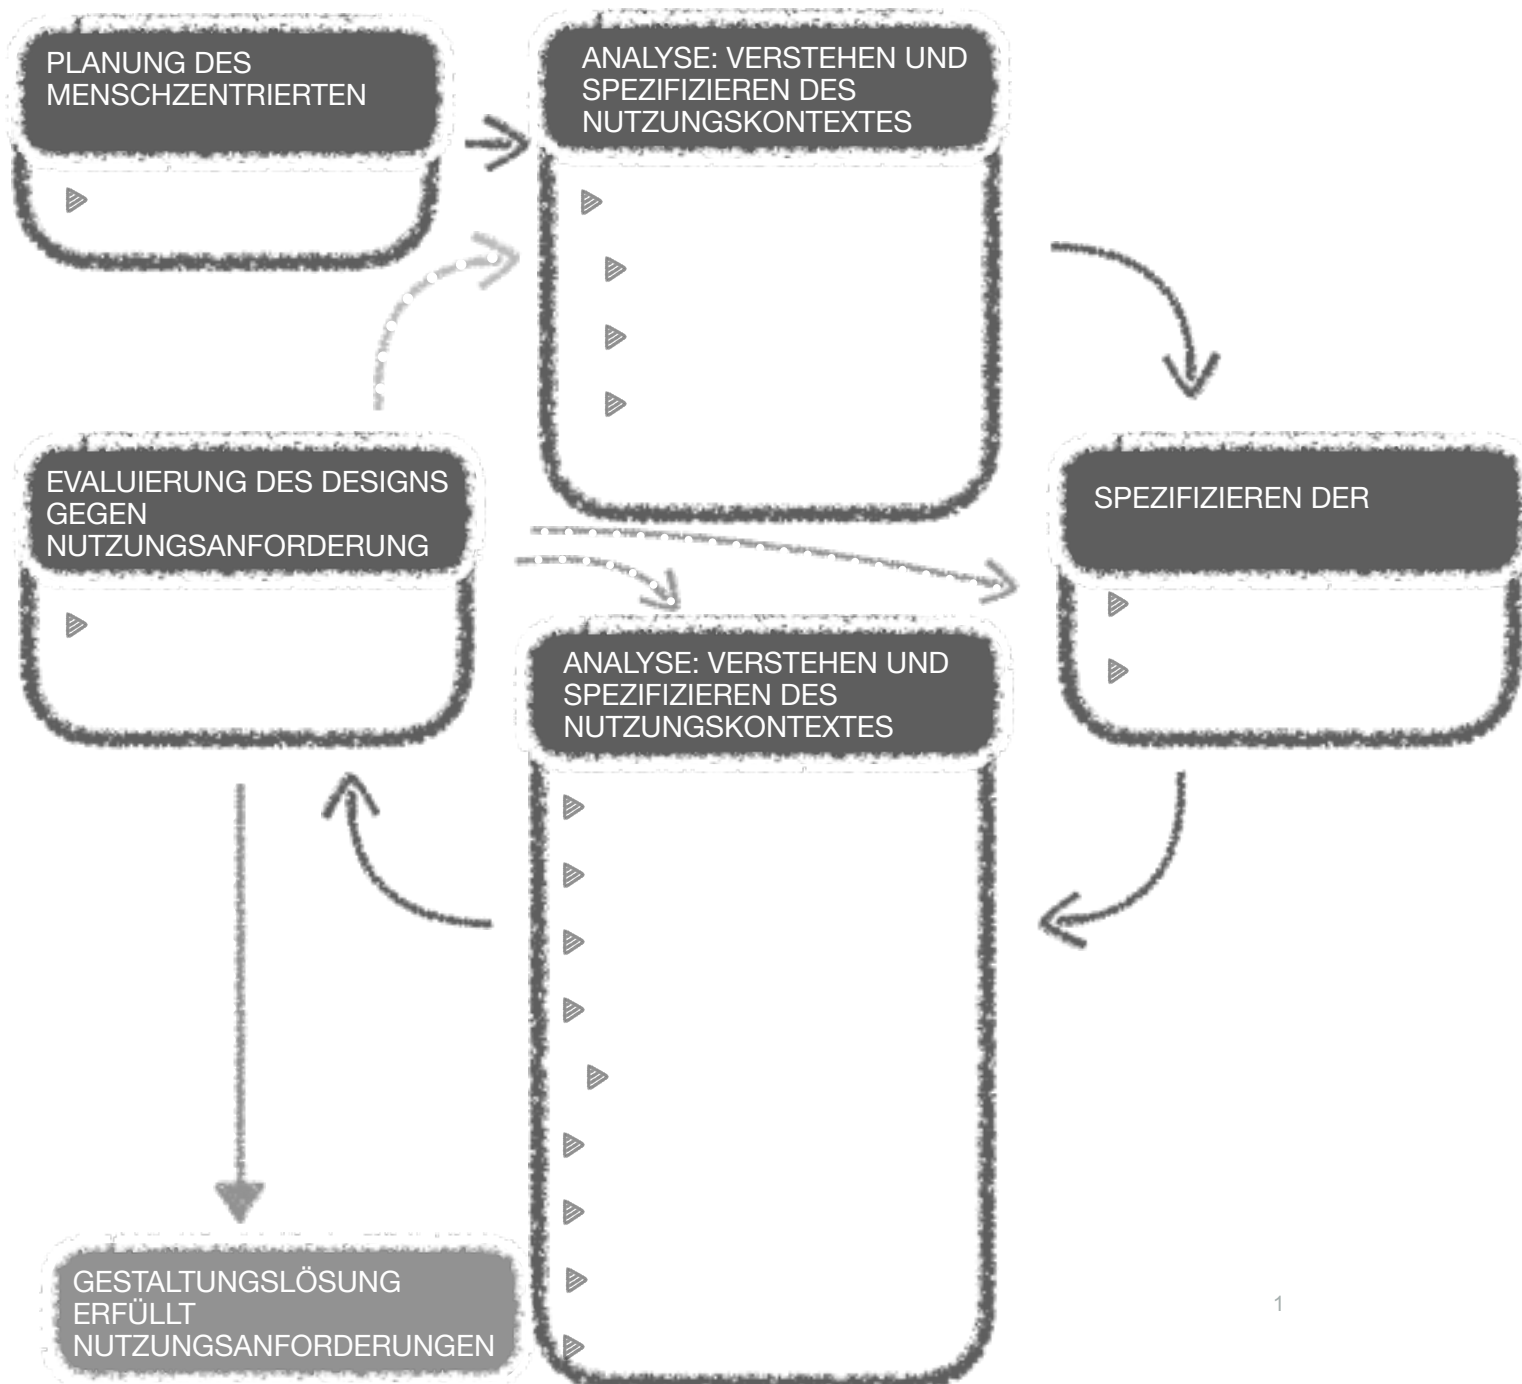 PLANUNG DES
MENSCHZENTRIERTEN
ANALYSE: VERSTEHEN UND
SPEZIFIZIEREN DES
NUTZUNGSKONTEXTES
EVALUIERUNG DES DESIGNS
GEGEN
NUTZUNGSANFORDERUNG
SPEZIFIZIEREN DER
ANALYSE: VERSTEHEN UND
SPEZIFIZIEREN DES
NUTZUNGSKONTEXTES
GESTALTUNGSLÖSUNG
ERFÜLLT
NUTZUNGSANFORDERUNGEN
1